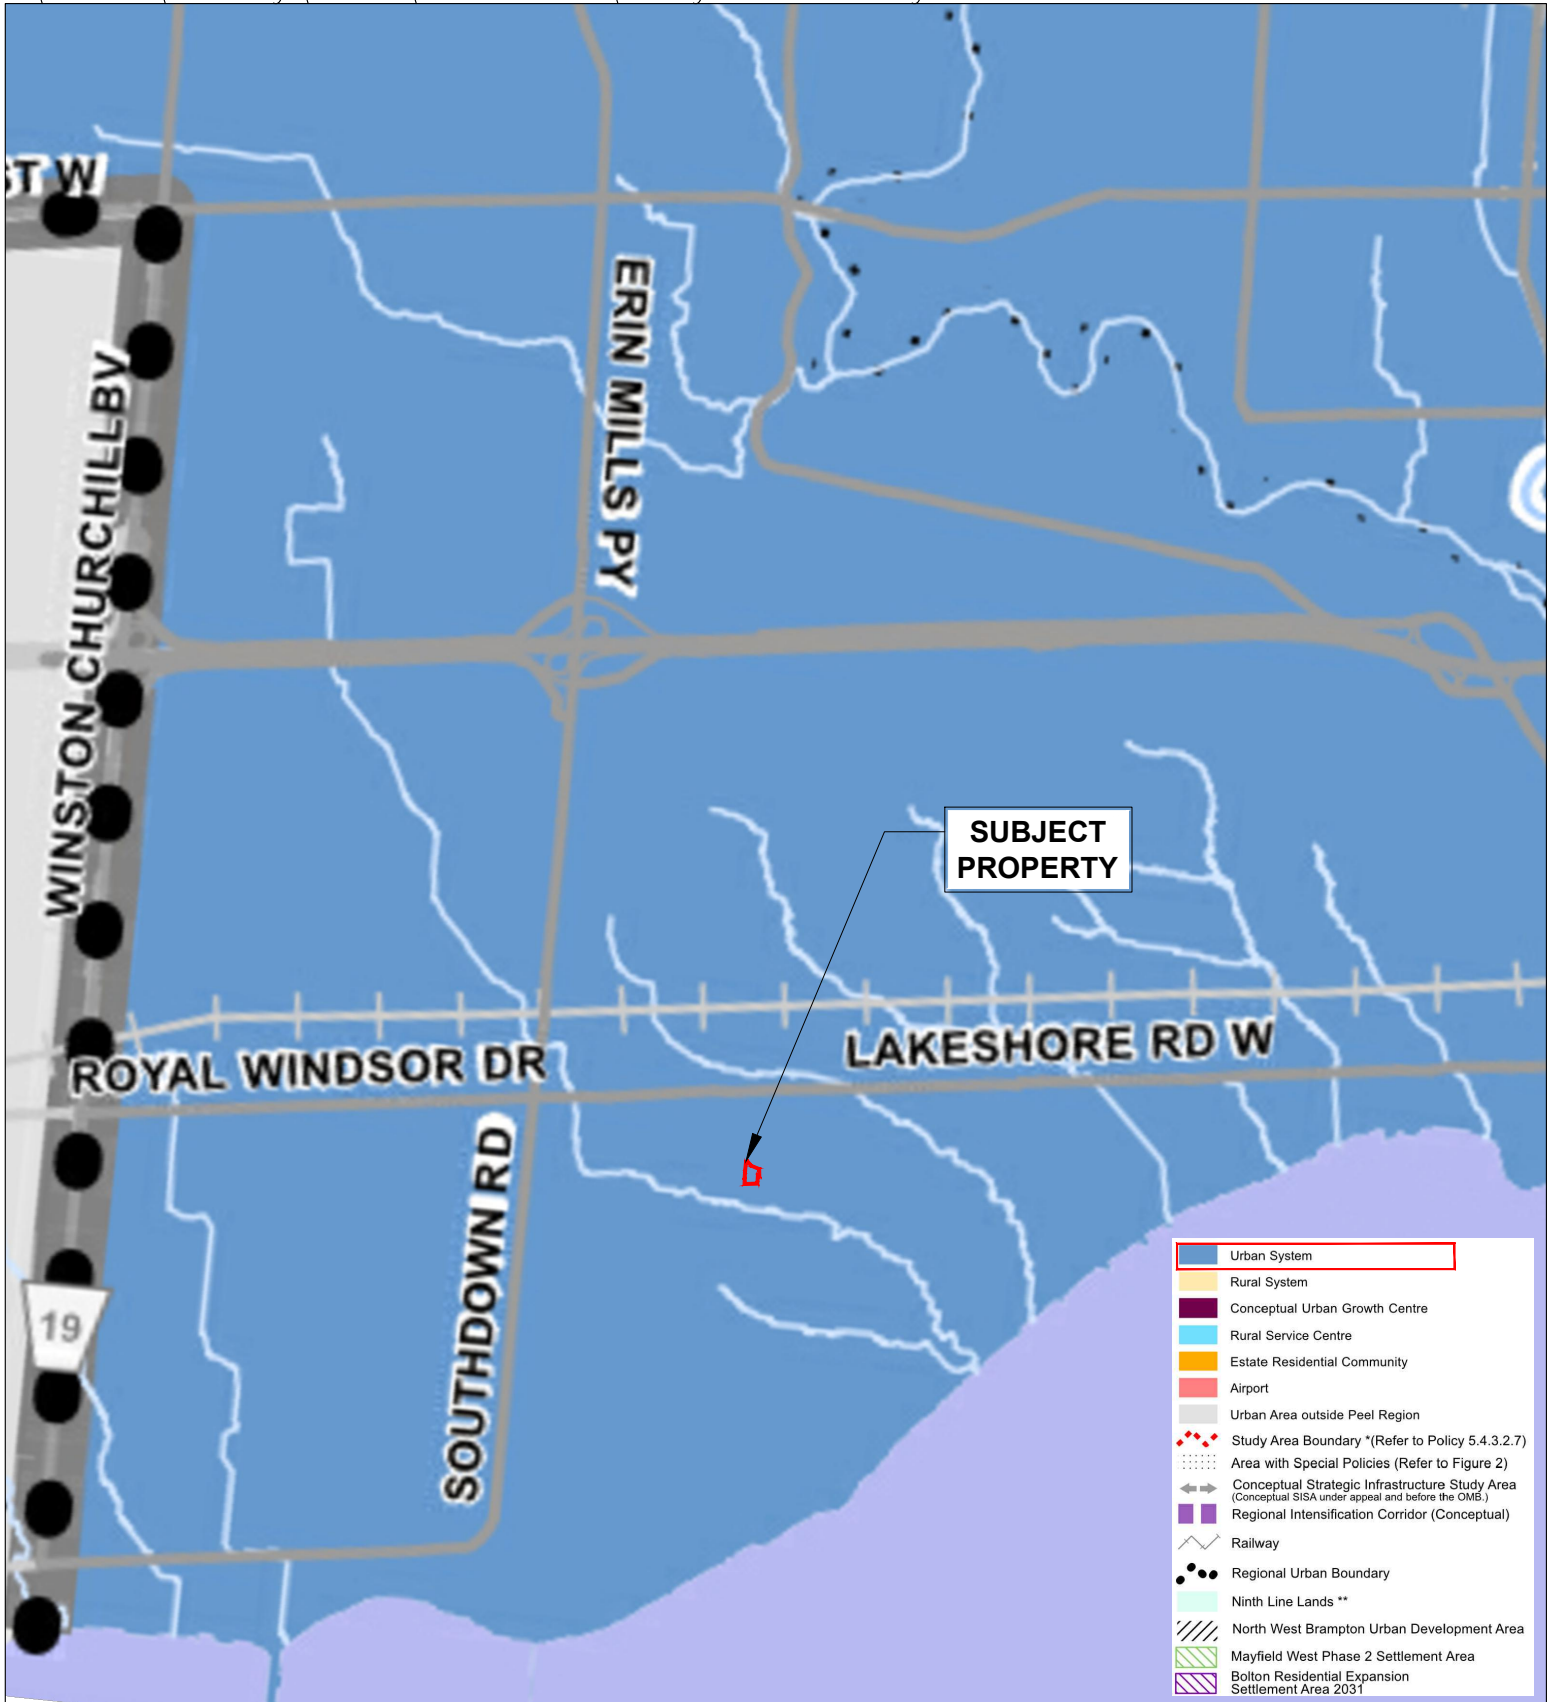 ST W
ERIN MILLS PY
WINSTON CHURCHILL BV
SUBJECT
PROPERTY
LAKESHORE RD W
ROYAL WINDSOR DR
SOUTHDOWN RD
19
Urban System
Rural System
Conceptual Urban Growth Centre
Rural Service Centre
Estate Residential Community
Airport
Urban Area outside Peel Region
Study Area Boundary *(Refer to Policy 5.4.3.2.7)
Area with Special Policies (Refer to Figure 2)
Conceptual Strategic Infrastructure Study Area
(Conceptual SISA under appeal and before the OMB.)
Regional Intensification Corridor (Conceptual)
Railway
Regional Urban Boundary
Ninth Line Lands **
North West Brampton Urban Development Area
Mayfield West Phase 2 Settlement Area
Bolton Residential Expansion
Settlement Area 2031